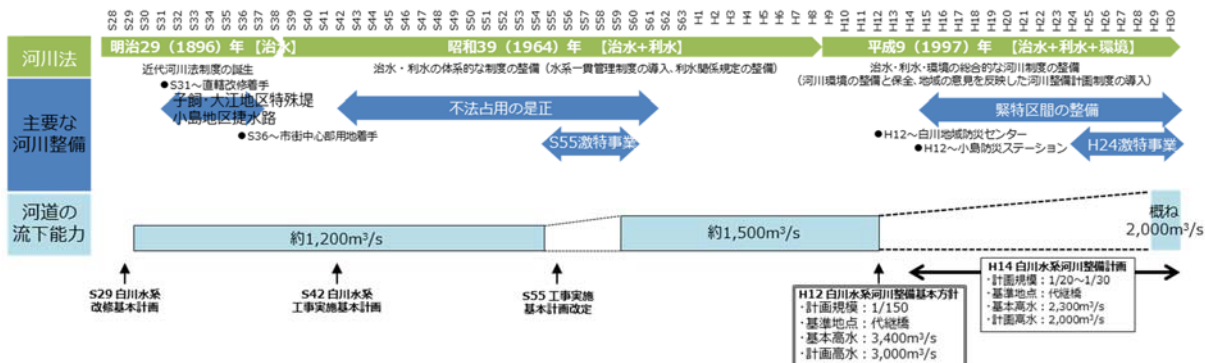 S28 S29 S30 S31 S32 S33 S34 S35 S36 S37 S38 S39 S40 S41 S42 S43 S44 S45 S46 S47 S48 S49 S50 S51 S52 S53 S54 S55 S56 S57 S58 S59 S60 S61 S62 S63 H1 H2 H3 H4 H5 H6 H7 H8 H9 H10 H11 H12 H13 H14 H15 H16 H17 H18 H19 H20 H21 H22 H23 H24 H25 H26 H27 H28 H29 H30
河川法
明治29(1896)年【治水】
昭和39(1964)年 【治水+利水】
平成9(1997)年 【治水+利水+環境】
近代河川法制度の誕生
治水・利水の体系的な制度の整備(水系一貫管理制度の導入、利水関係規定の整備)
治水・利水・環境の総合的な河川制度の整備
(河川環境の整備と保全、地域の意見を反映した河川整備計画制度の導入)
主要な
河川整備
●S31~直轄改修着手
子飼・大江地区特殊堤
小島地区捷水路
●S36~市街中心部用地着手
不法占用の是正
S55激特事業
緊特区間の整備
●H12~白川地域防災センター
●H12~小島防災ステーション
H24激特事業
河道の
流下能力
約1,200m³/s
約1,500m³/s
概ね
2,000m³/s
S29 白川水系
改修基本計画
S42 白川水系
工事実施基本計画
S55 工事実施
基本計画改定
H12 白川水系河川整備基本方針
・計画規模:1/150
・基準地点:代継橋
・基本高水:3,400m³/s
・計画高水:3,000m³/s
H14 白川水系河川整備計画
・計画規模:1/20~1/30
・基準地点:代継橋
・基本高水:2,300m³/s
・計画高水:2,000m³/s